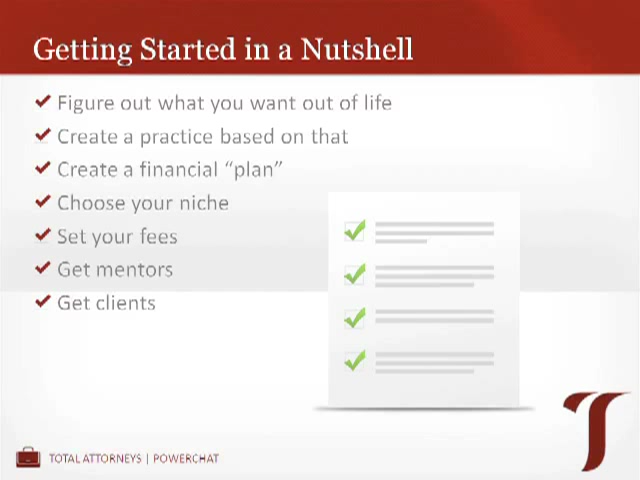 Getting Started in a Nutshell
Figure out what you want out of life
Create a practice based on that
Create a financial “plan”
Choose your niche
Set your fees
Get mentors
Get clients
TOTAL ATTORNEYS | POWERCHAT